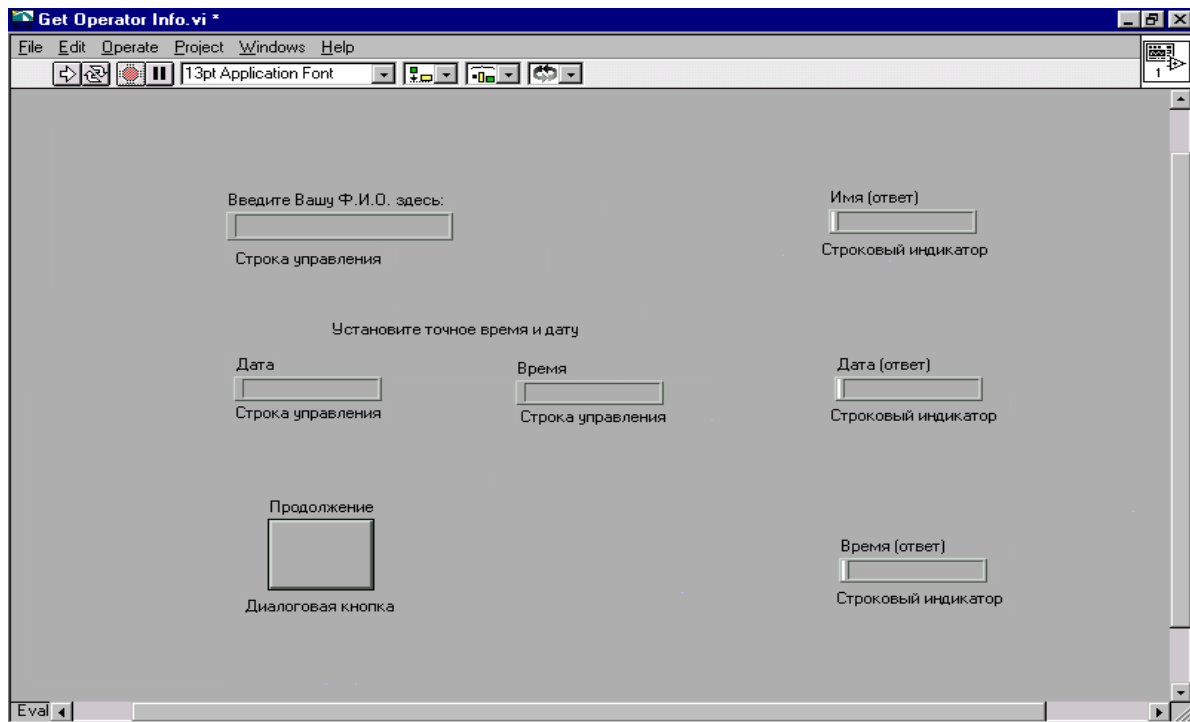 Get Operator Info.vi *
File Edit Operate Project Windows Help
13pt Application Font
1
Введите Вашу Ф.И.О. здесь:
Строка управления
Имя (ответ)
Строковый индикатор
Установите точное время и дату
Дата
Строка управления
Время
Строка управления
Дата (ответ)
Строковый индикатор
Продолжение
Диалоговая кнопка
Время (ответ)
Строковый индикатор
Eval